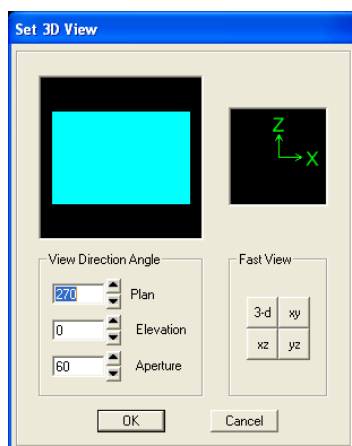 Set 3D View
Z
X
View Direction Angle
270 Plan
0 Elevation
60 Aperture
Fast View
3-d xy
xz yz
OK Cancel